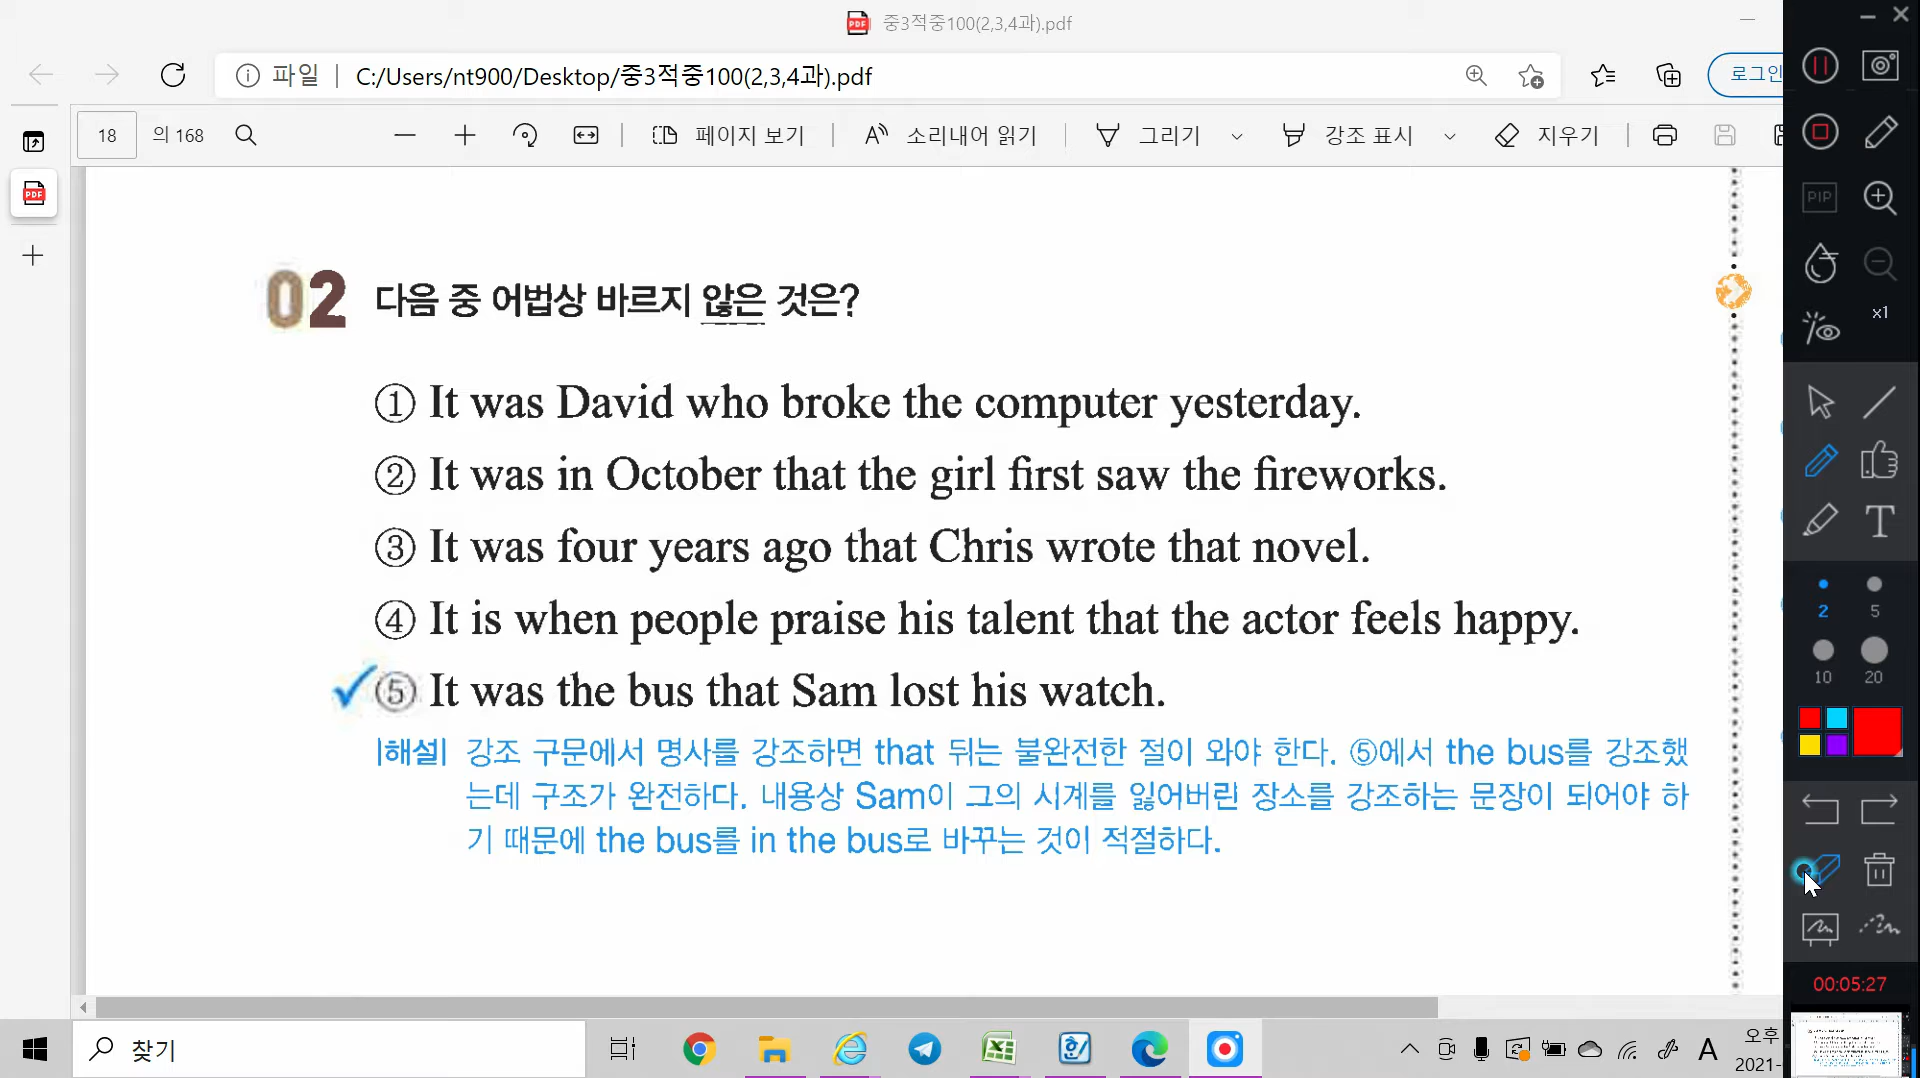 중3적중100(2,3,4과).pdf
파일 | C:/Users/nt900/Desktop/중3적중100(2,3,4과).pdf
로그인
18 의 168
페이지 보기
소리내어 읽기
그리기
강조 표시
지우기
PIP
x1
02 다음 중 어법상 바르지 않은 것은?
① It was David who broke the computer yesterday.
② It was in October that the girl first saw the fireworks.
③ It was four years ago that Chris wrote that novel.
④ It is when people praise his talent that the actor feels happy.
⑤ It was the bus that Sam lost his watch.
|해설| 강조 구문에서 명사를 강조하면 that 뒤는 불완전한 절이 와야 한다. ⑤에서 the bus를 강조했
는데 구조가 완전하다. 내용상 Sam이 그의 시계를 잃어버린 장소를 강조하는 문장이 되어야 하
기 때문에 the bus를 in the bus로 바꾸는 것이 적절하다.
T
2 5
10 20
00:05:27
찾기
A
오후
2021-